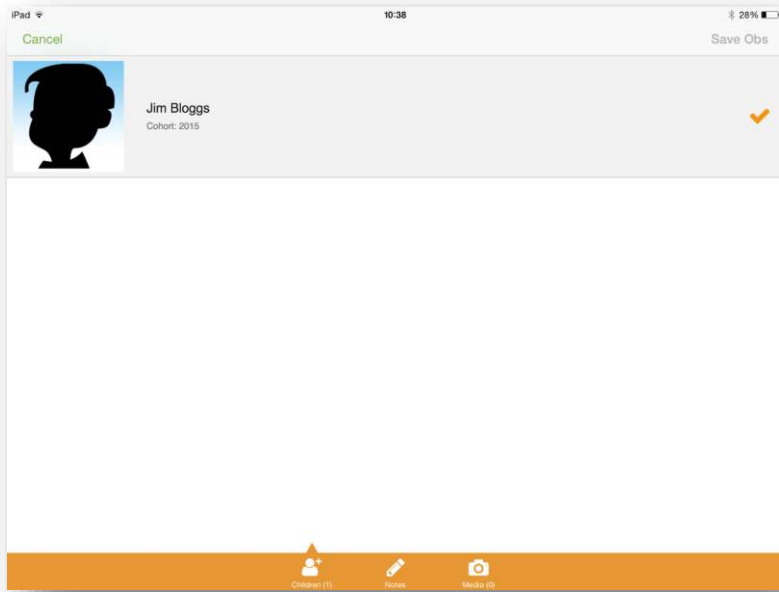 iPad 10:38 28%
Cancel Save Obs
Jim Bloggs
Cohort: 2015
Children (1) Notes Media (0)